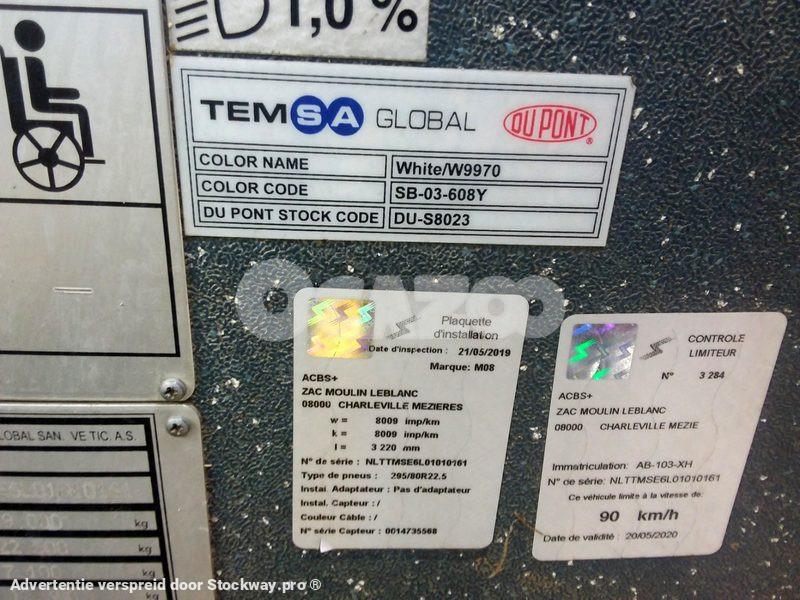 1,0 %
TEMSA GLOBAL DU PONT®
COLOR NAME White/W9970
COLOR CODE SB-03-608Y
DU PONT STOCK CODE DU-S8023
Plaquette
d'installation
Date d'inspection : 21/05/2019
Marque: M08
ACBS+
ZAC MOULIN LEBLANC
08000 CHARLEVILLE MEZIERES
w = 8009 imp/km
k = 8009 imp/km
l = 3 220 mm
N° de série : NLTTMSE6L01010161
Type de pneus : 295/80R22.5
Instal. Adaptateur : Pas d'adaptateur
Instal. Capteur : /
Couleur Câble : /
N° série Capteur : 0014735568
CONTROLE
LIMITEUR
N° 3 284
ACBS+
ZAC MOULIN LEBLANC
08000 CHARLEVILLE MEZIE
Immatriculation: AB-103-XH
N° de série: NLTTMSE6L01010161
Ce véhicule limité à la vitesse de:
90 km/h
Date de validité : 20/05/2020
LOBAL SAN. VE TIC. A.S.
kg
kg
kg
Advertentie verspreid door Stockway.pro ®